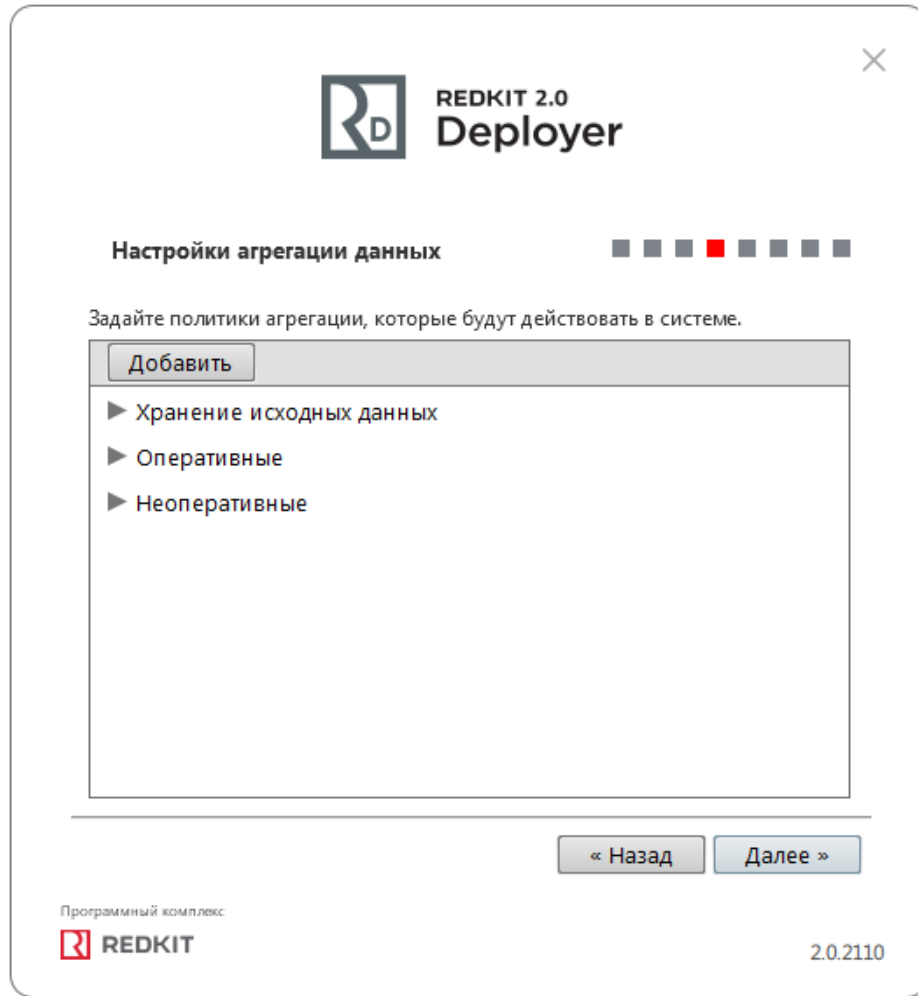 REDKIT 2.0
RD Deployer
Настройки агрегации данных
Задайте политики агрегации, которые будут действовать в системе.
Добавить
Хранение исходных данных
Оперативные
Неоперативные
« Назад Далее »
Программный комплекс
REDKIT
2.0.2110